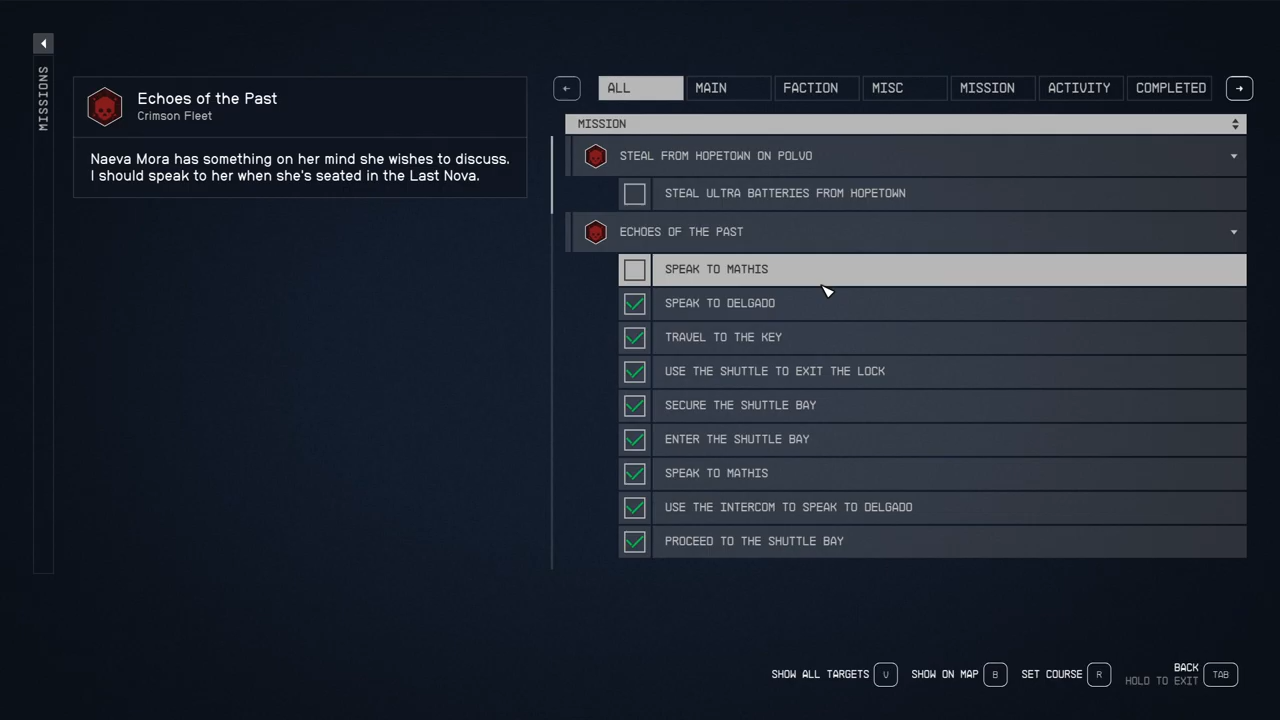 MISSIONS
Echoes of the Past
Crimson Fleet
Naeva Mora has something on her mind she wishes to discuss.
I should speak to her when she's seated in the Last Nova.
ALL
MAIN
FACTION
MISC
MISSION
ACTIVITY
COMPLETED
MISSION
STEAL FROM HOPETOWN ON POLVO
STEAL ULTRA BATTERIES FROM HOPETOWN
ECHOES OF THE PAST
SPEAK TO MATHIS
SPEAK TO DELGADO
TRAVEL TO THE KEY
USE THE SHUTTLE TO EXIT THE LOCK
SECURE THE SHUTTLE BAY
ENTER THE SHUTTLE BAY
SPEAK TO MATHIS
USE THE INTERCOM TO SPEAK TO DELGADO
PROCEED TO THE SHUTTLE BAY
SHOW ALL TARGETS V
SHOW ON MAP B
SET COURSE R
BACK
HOLD TO EXIT
TAB